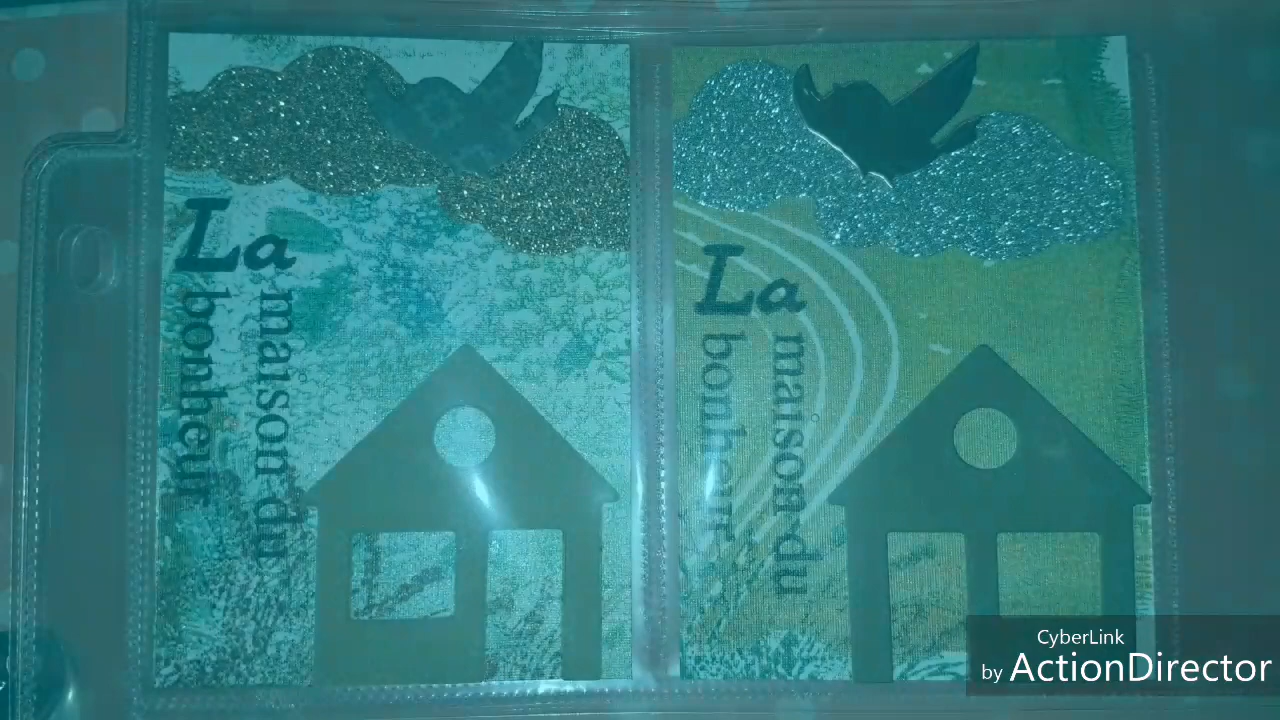 La
maison du
bonheur
La
maison du
bonheur
CyberLink
by ActionDirector